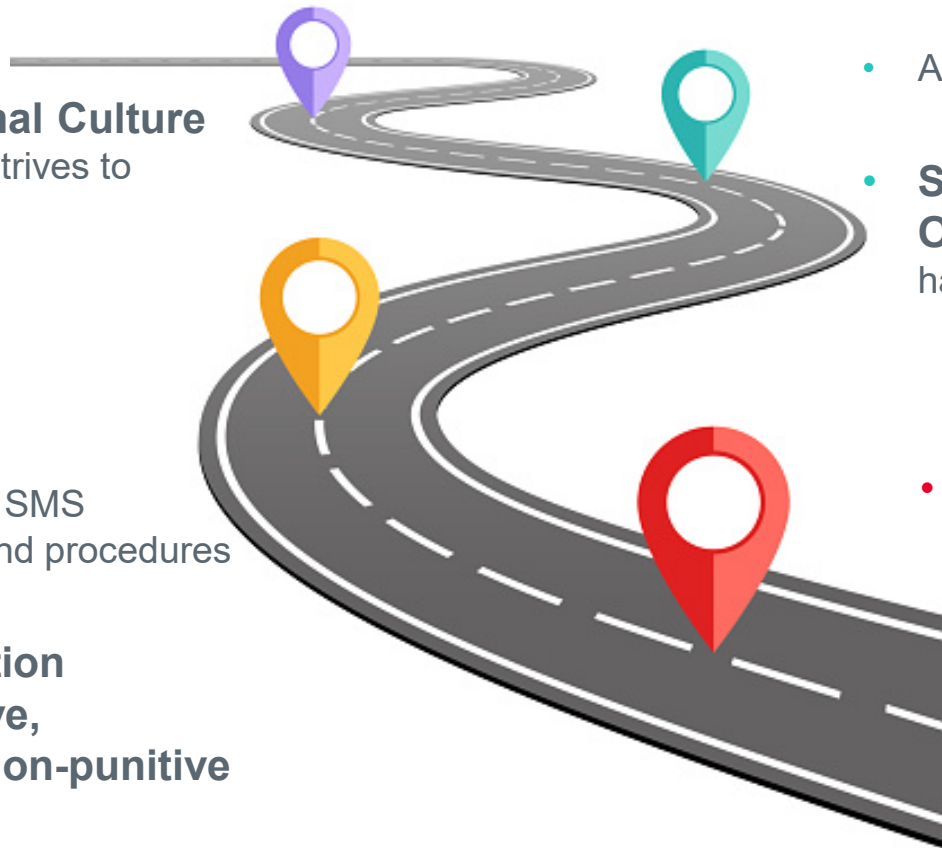 nal Culture
trives to
SMS
nd procedures
tion
ve,
on-punitive
• A
• S
O
ha
•